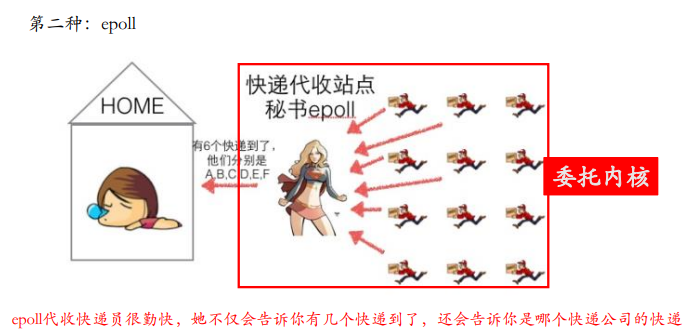 第二种：epoll
快递代收站点
秘书epoll
HOME
有6个快递到了，
他们分别是
A,B,C,D,E,F
委托内核
epoll代收快递员很勤快，她不仅会告诉你有几个快递到了，还会告诉你是哪个快递公司的快递